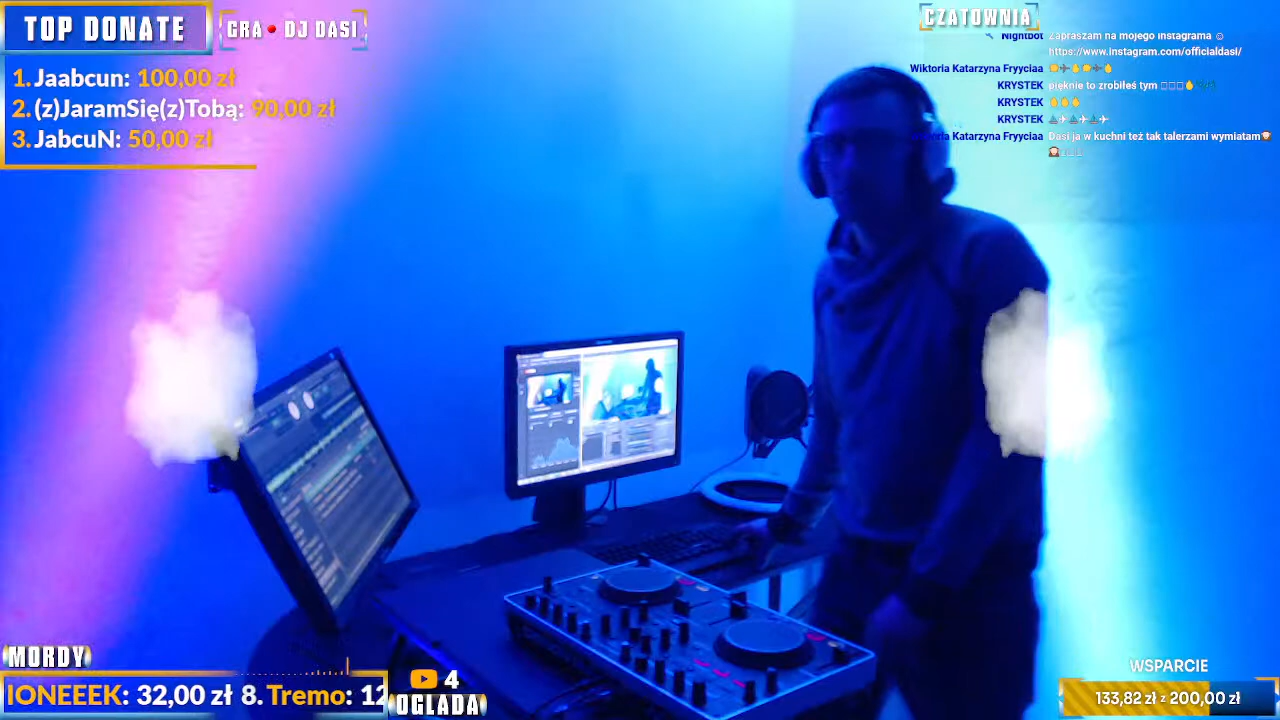 TOP DONATE
GRA DJ DASI
1. Jaabcun: 100,00 zł
2. (z)JaramSię(z)Tobą: 90,00 zł
3. JabcuN: 50,00 zł
CZATOWNIA
Nightbot Zapraszam na mojego instagrama
https://www.instagram.com/officialdasi/
Wiktoria Katarzyna Fryyciaa
KRYSTEK pięknie to zrobiłeś tym
KRYSTEK
KRYSTEK
Wiktoria Katarzyna Fryyciaa Dasi ja w kuchni też tak talerzami wymiatam
MORDY
IONEEEK: 32,00 zł 8. Tremo: 12
4
OGLĄDA
WSPARCIE
133,82 zł z 200,00 zł